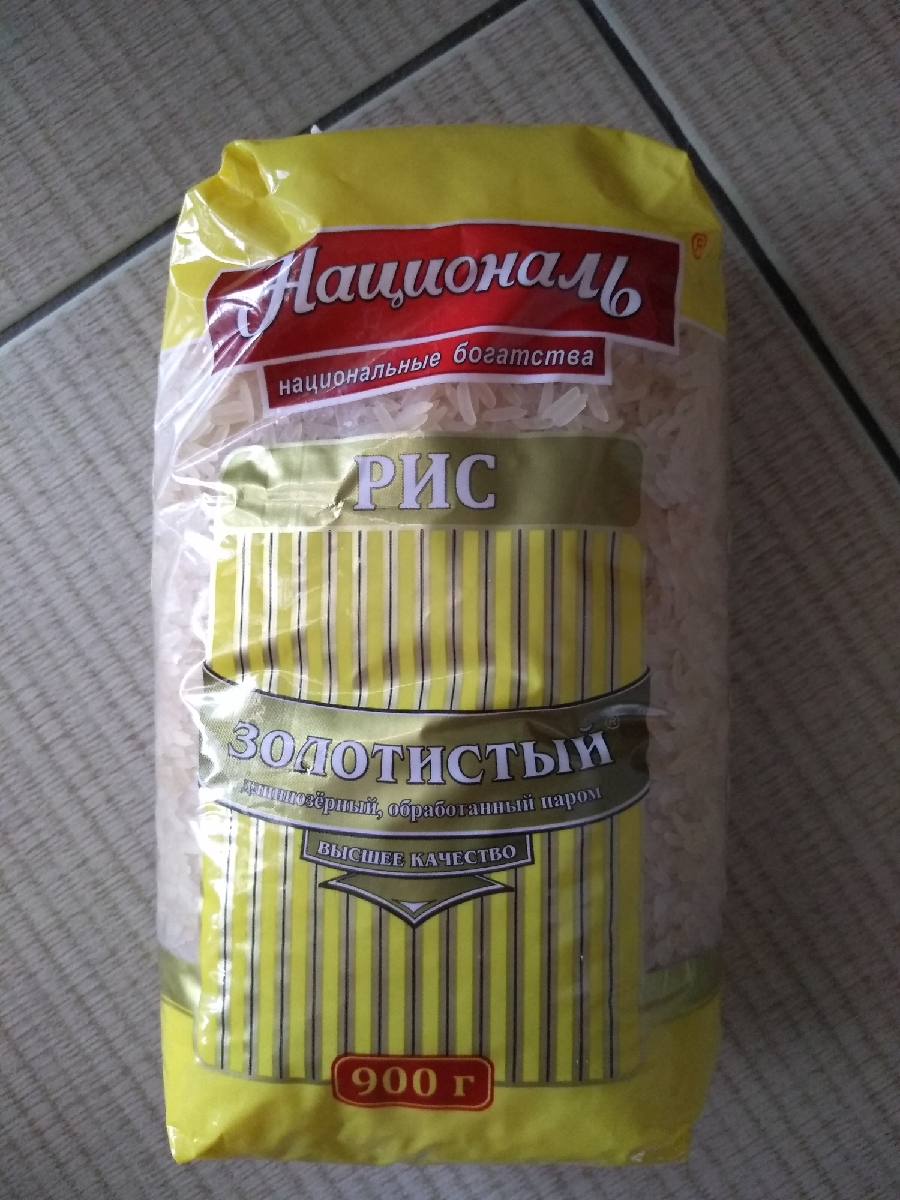 Националь
®
национальные богатства
РИС
ЗОЛОТИСТЫЙ®
длиннозёрный, обработанный паром
ВЫСШЕЕ КАЧЕСТВО
900 г